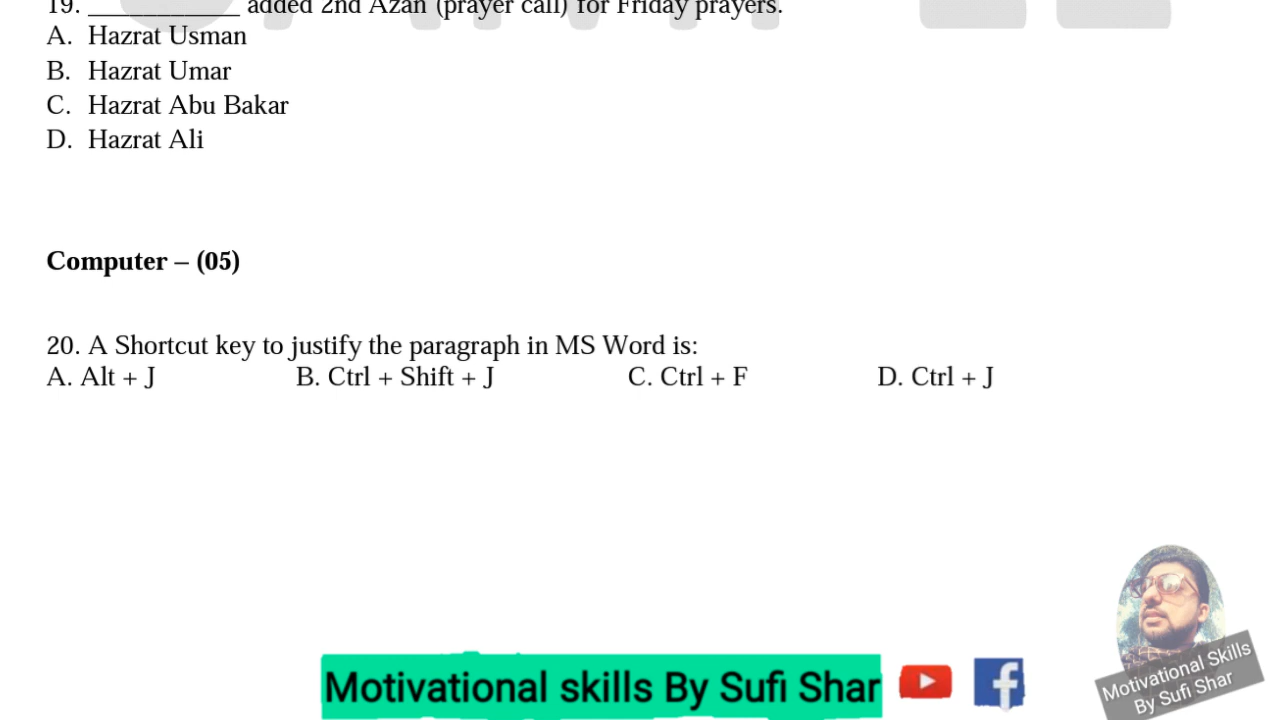 19. ___________ added 2nd Azan (prayer call) for Friday prayers.
A. Hazrat Usman
B. Hazrat Umar
C. Hazrat Abu Bakar
D. Hazrat Ali
Computer – (05)
20. A Shortcut key to justify the paragraph in MS Word is:
A. Alt + J B. Ctrl + Shift + J C. Ctrl + F D. Ctrl + J
Motivational skills By Sufi Shar
Motivational Skills
By Sufi Shar